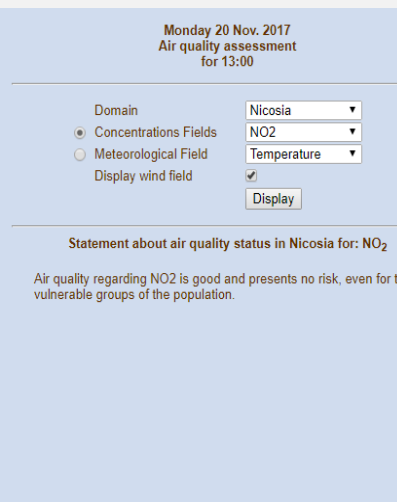 Monday 20 Nov. 2017
Air quality assessment
for 13:00
Domain Nicosia
Concentrations Fields NO2
Meteorological Field Temperature
Display wind field
Display
Statement about air quality status in Nicosia for: NO₂
Air quality regarding NO2 is good and presents no risk, even for
vulnerable groups of the population.